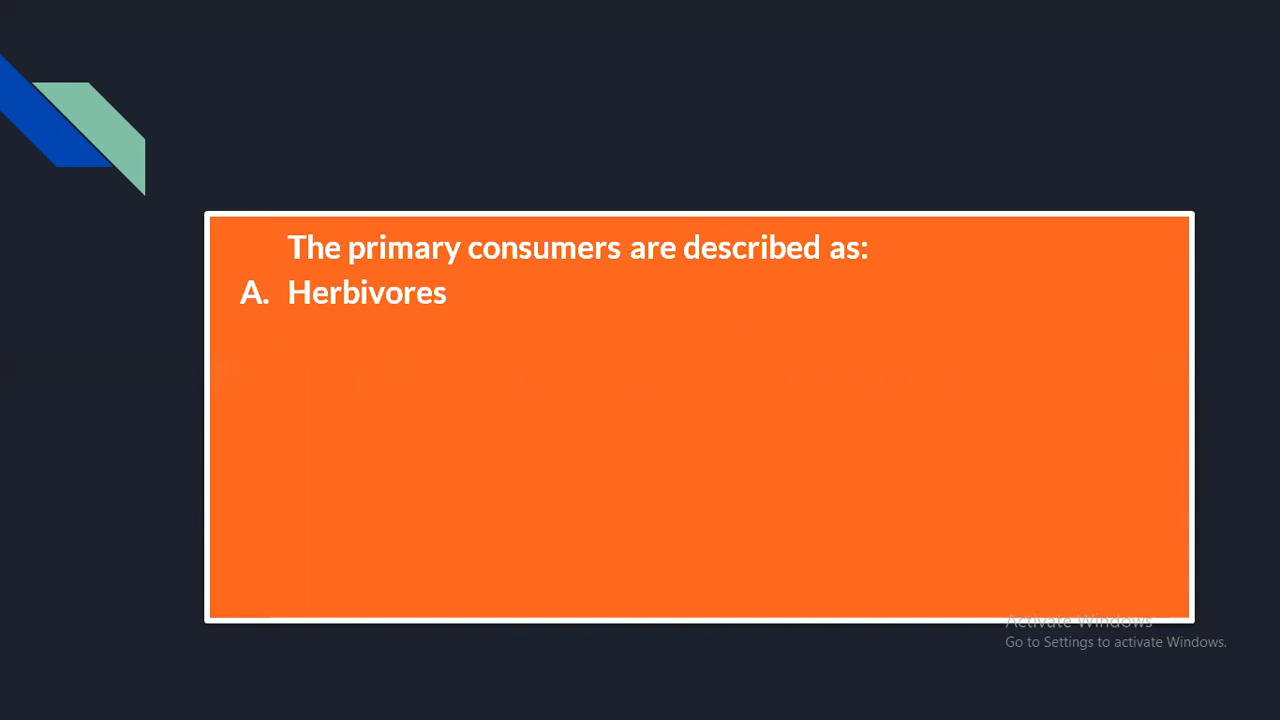 The primary consumers are described as:
A. Herbivores
Activate Windows
Go to Settings to activate Windows.